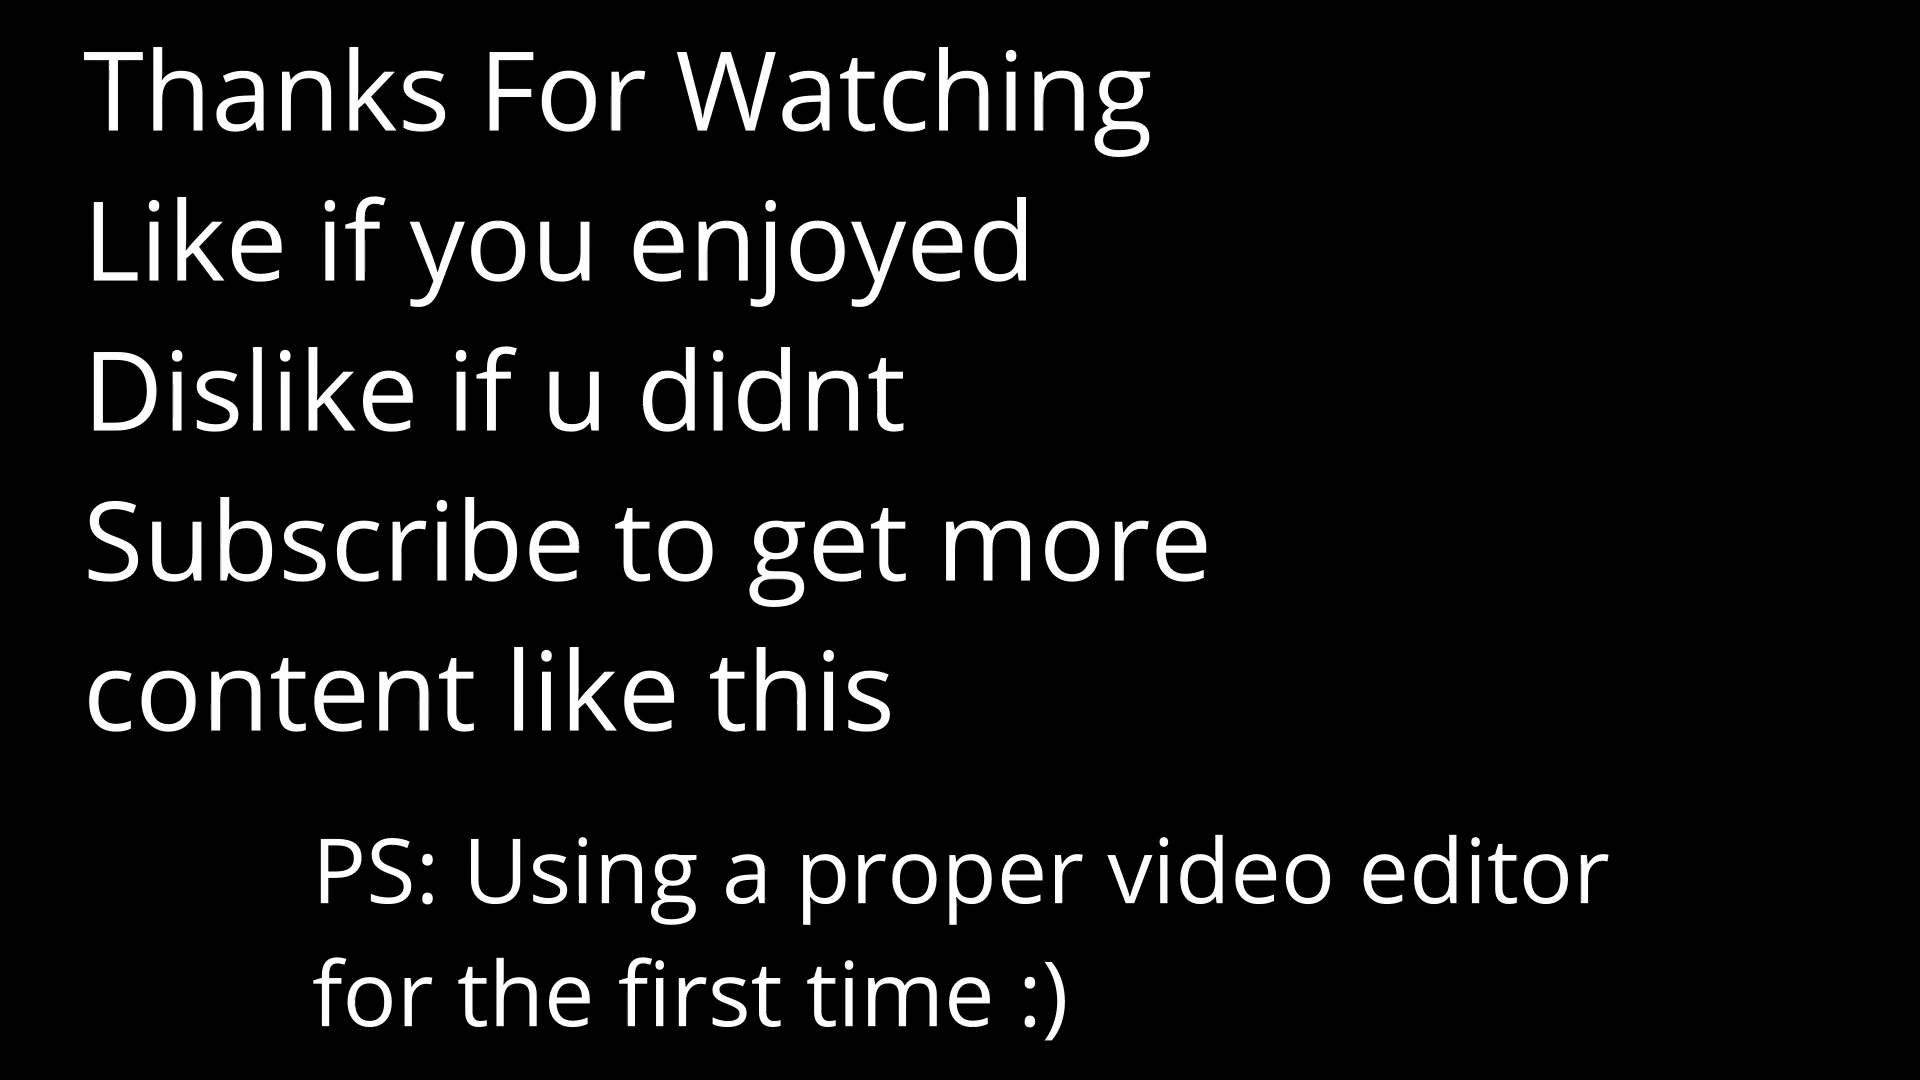 Thanks For Watching
Like if you enjoyed
Dislike if u didnt
Subscribe to get more
content like this
PS: Using a proper video editor
for the first time :)